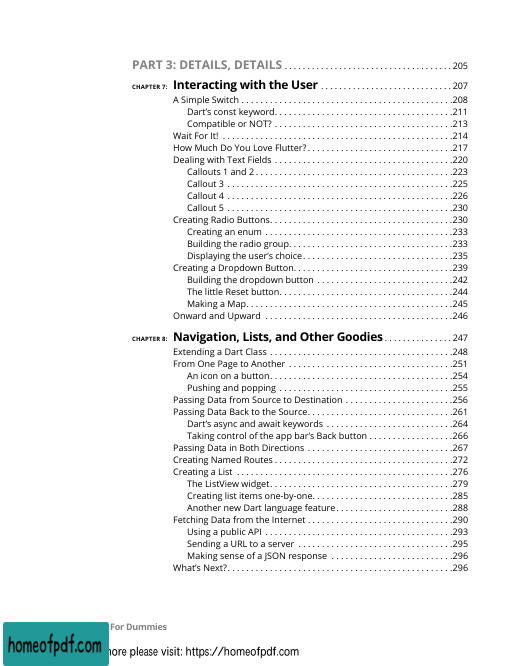 PART 3: DETAILS, DETAILS ........ 205
CHAPTER 7: Interacting with the User ........ 207
A Simple Switch ........ 208
Dart's const keyword ........ 211
Compatible or NOT? ........ 213
Wait For It! ........ 214
How Much Do You Love Flutter? ........ 217
Dealing with Text Fields ........ 220
Callouts 1 and 2 ........ 223
Callout 3 ........ 225
Callout 4 ........ 226
Callout 5 ........ 230
Creating Radio Buttons ........ 230
Creating an enum ........ 233
Building the radio group ........ 233
Displaying the user's choice ........ 235
Creating a Dropdown Button ........ 239
Building the dropdown button ........ 242
The little Reset button ........ 244
Making a Map ........ 245
Onward and Upward ........ 246
CHAPTER 8: Navigation, Lists, and Other Goodies ........ 247
Extending a Dart Class ........ 248
From One Page to Another ........ 251
An icon on a button ........ 254
Pushing and popping ........ 255
Passing Data from Source to Destination ........ 256
Passing Data Back to the Source ........ 261
Dart's async and await keywords ........ 264
Taking control of the app bar's Back button ........ 266
Passing Data in Both Directions ........ 267
Creating Named Routes ........ 272
Creating a List ........ 276
The ListView widget ........ 279
Creating list items one-by-one ........ 285
Another new Dart language feature ........ 288
Fetching Data from the Internet ........ 290
Using a public API ........ 293
Sending a URL to a server ........ 295
Making sense of a JSON response ........ 296
What's Next? ........ 296
For Dummies
homeofpdf.com
more please visit: https://homeofpdf.com